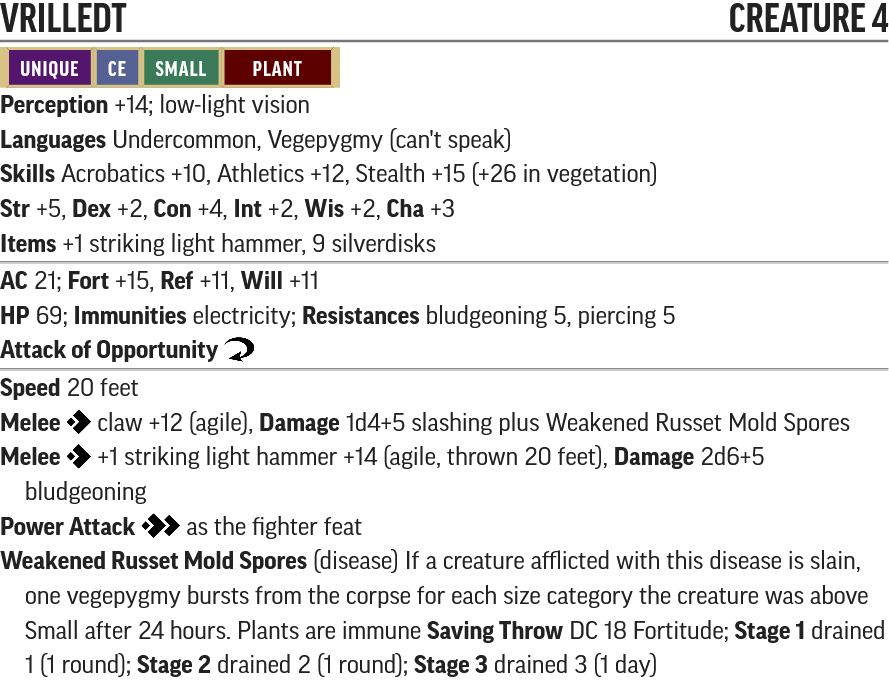 VRILLEDT CREATURE 4
UNIQUE CE SMALL PLANT
Perception +14; low-light vision
Languages Undercommon, Vegepygmy (can't speak)
Skills Acrobatics +10, Athletics +12, Stealth +15 (+26 in vegetation)
Str +5, Dex +2, Con +4, Int +2, Wis +2, Cha +3
Items +1 striking light hammer, 9 silverdisks
AC 21; Fort +15, Ref +11, Will +11
HP 69; Immunities electricity; Resistances bludgeoning 5, piercing 5
Attack of Opportunity
Speed 20 feet
Melee claw +12 (agile), Damage 1d4+5 slashing plus Weakened Russet Mold Spores
Melee +1 striking light hammer +14 (agile, thrown 20 feet), Damage 2d6+5
bludgeoning
Power Attack as the fighter feat
Weakened Russet Mold Spores (disease) If a creature afflicted with this disease is slain,
one vegepygmy bursts from the corpse for each size category the creature was above
Small after 24 hours. Plants are immune Saving Throw DC 18 Fortitude; Stage 1 drained
1 (1 round); Stage 2 drained 2 (1 round); Stage 3 drained 3 (1 day)